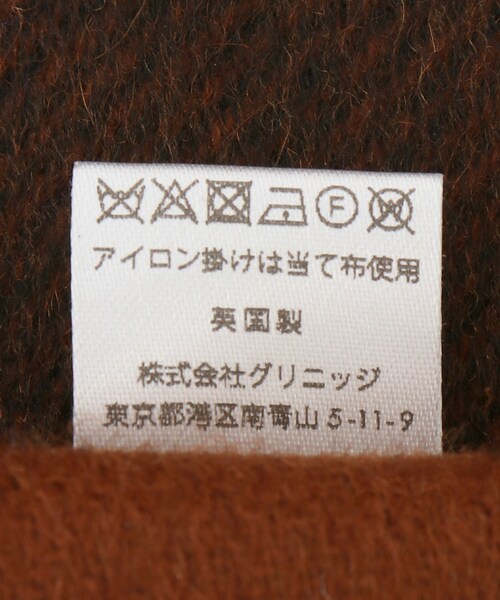 F W
アイロン掛けは当て布使用
英国製
株式会社グリニッジ
東京都港区南青山 5-11-9